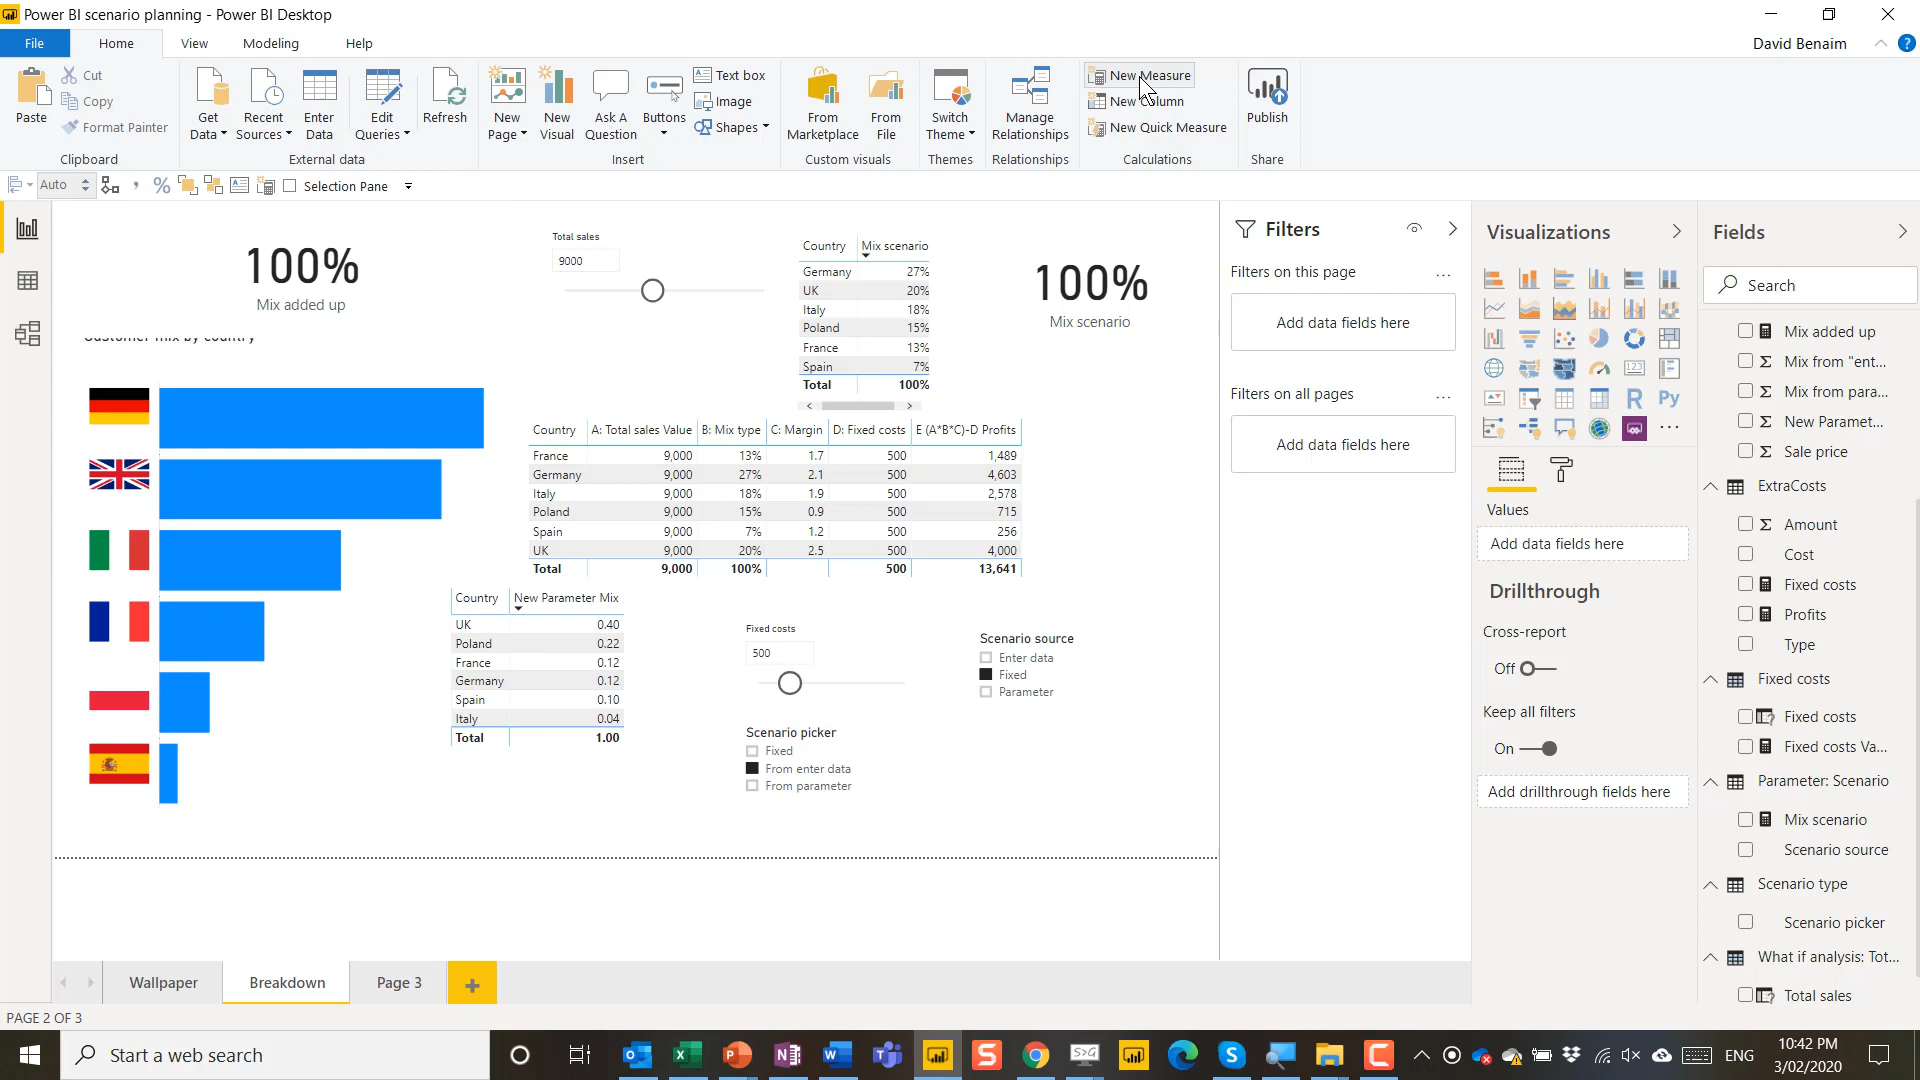 Power BI scenario planning - Power BI Desktop
File
Home
View
Modeling
Help
David Benaim
?
Paste
Cut
Copy
Format Painter
Clipboard
Get Data
Recent Sources
Enter Data
Edit Queries
Refresh
External data
New Page
New Visual
Ask A Question
Buttons
Text box
Image
Shapes
Insert
From Marketplace
From File
Custom visuals
Switch Theme
Themes
Manage Relationships
Relationships
New Measure
New Column
New Quick Measure
Calculations
Publish
Share
Auto
%
Selection Pane
100%
Mix added up
Customer mix by country
Total sales
9000
Country Mix scenario
Germany 27%
UK 20%
Italy 18%
Poland 15%
France 13%
Spain 7%
Total 100%
100%
Mix scenario
Country A: Total sales Value B: Mix type C: Margin D: Fixed costs E (A*B*C)-D Profits
France 9,000 13% 1.7 500 1,489
Germany 9,000 27% 2.1 500 4,603
Italy 9,000 18% 1.9 500 2,578
Poland 9,000 15% 0.9 500 715
Spain 9,000 7% 1.2 500 256
UK 9,000 20% 2.5 500 4,000
Total 9,000 100% 500 13,641
Country New Parameter Mix
UK 0.40
Poland 0.22
France 0.12
Germany 0.12
Spain 0.10
Italy 0.04
Total 1.00
Fixed costs
500
Scenario source
Enter data
Fixed
Parameter
Scenario picker
Fixed
From enter data
From parameter
Filters
Filters on this page ...
Add data fields here
Filters on all pages ...
Add data fields here
Visualizations
123
R
Py
...
Values
Add data fields here
Drillthrough
Cross-report
Off
Keep all filters
On
Add drillthrough fields here
Fields
Search
Mix added up
Mix from "ent...
Mix from para...
New Paramet...
Sale price
ExtraCosts
Amount
Cost
Fixed costs
Profits
Type
Fixed costs
Fixed costs
Fixed costs Va...
Parameter: Scenario
Mix scenario
Scenario source
Scenario type
Scenario picker
What if analysis: Tot...
Total sales
Wallpaper
Breakdown
Page 3
+
PAGE 2 OF 3
Start a web search
ENG
10:42 PM
3/02/2020